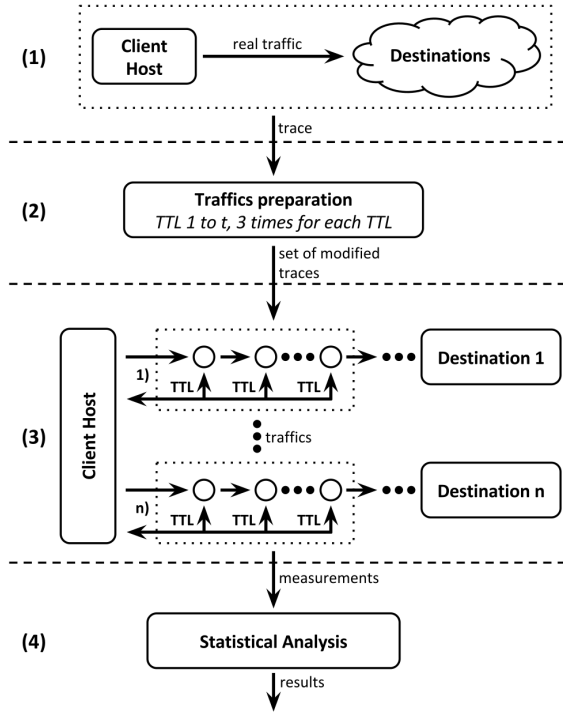 (1)
Client
Host
real traffic
Destinations
trace
(2)
Traffics preparation
TTL 1 to t, 3 times for each TTL
set of modified
traces
(3)
Client Host
1)
TTL TTL TTL
Destination 1
traffics
n)
TTL TTL TTL
Destination n
measurements
(4)
Statistical Analysis
results